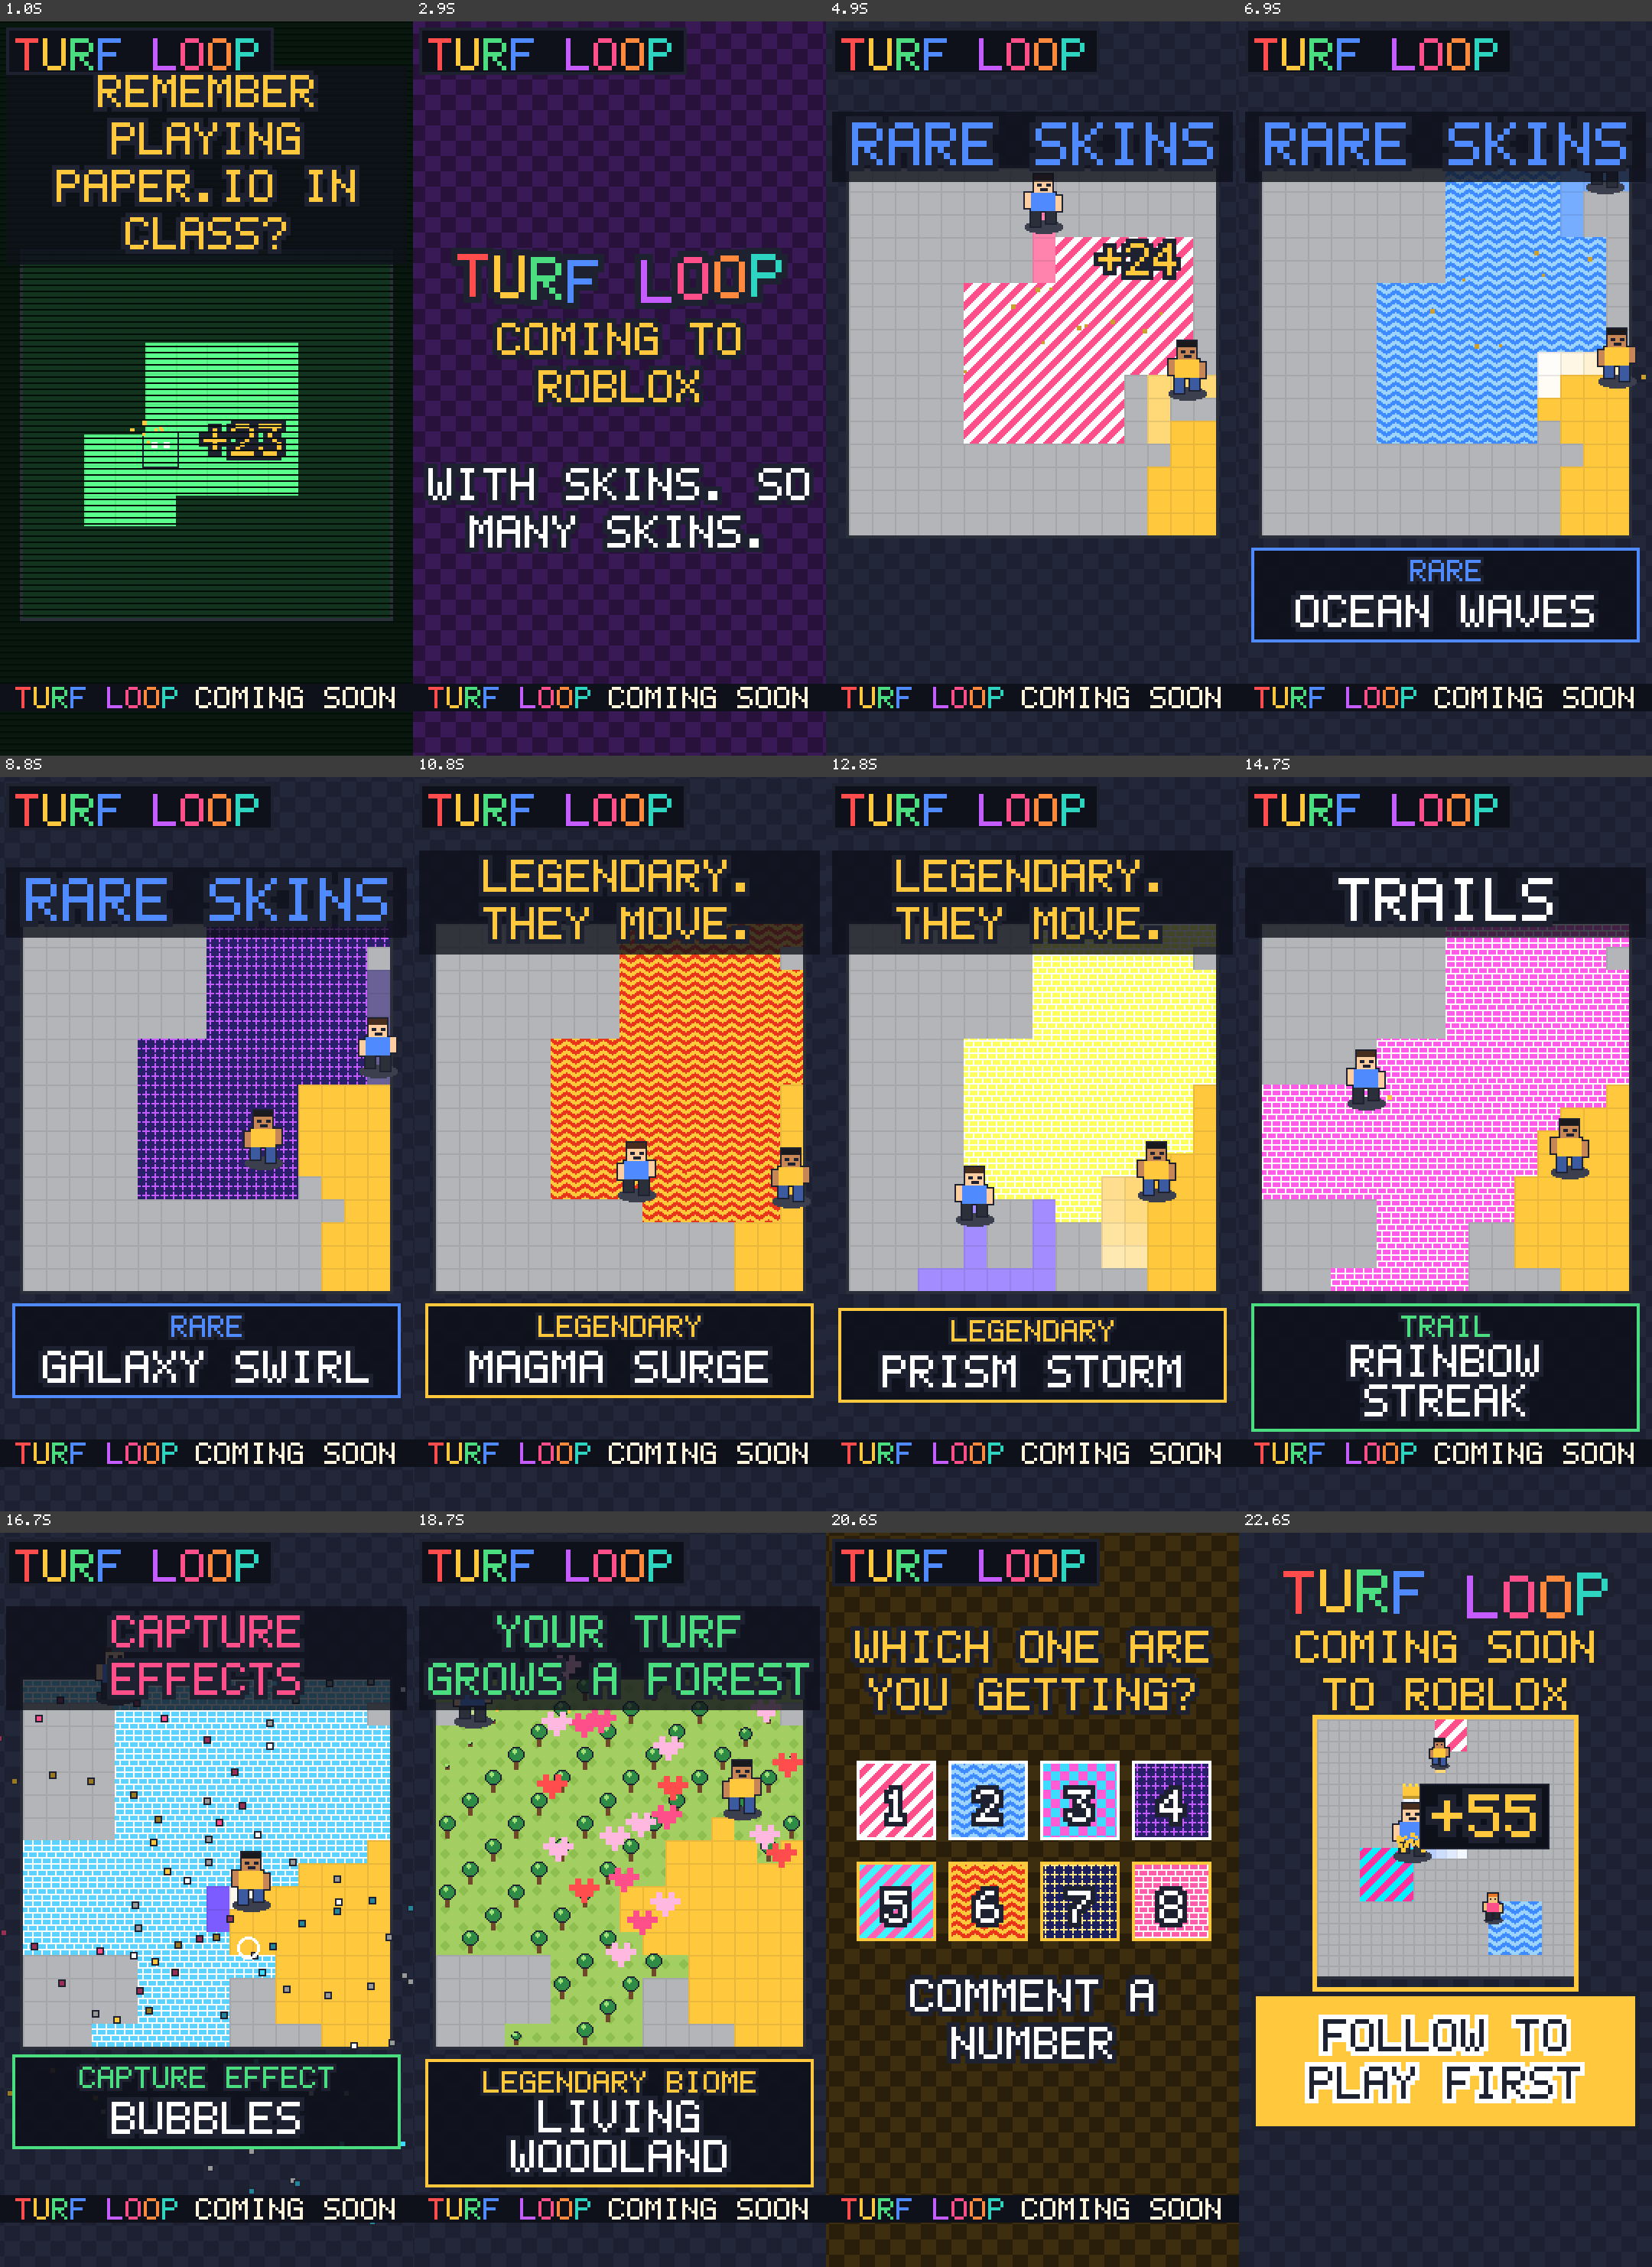 1.0S
TURF LOOP
REMEMBER
PLAYING
PAPER.IO IN
CLASS?
+23
TURF LOOP COMING SOON
2.9S
TURF LOOP
TURF LOOP
COMING TO
ROBLOX
WITH SKINS. SO
MANY SKINS.
TURF LOOP COMING SOON
4.9S
TURF LOOP
RARE SKINS
+24
TURF LOOP COMING SOON
6.9S
TURF LOOP
RARE SKINS
RARE
OCEAN WAVES
TURF LOOP COMING SOON
8.8S
TURF LOOP
RARE SKINS
RARE
GALAXY SWIRL
TURF LOOP COMING SOON
10.8S
TURF LOOP
LEGENDARY.
THEY MOVE.
LEGENDARY
MAGMA SURGE
TURF LOOP COMING SOON
12.8S
TURF LOOP
LEGENDARY.
THEY MOVE.
LEGENDARY
PRISM STORM
TURF LOOP COMING SOON
14.7S
TURF LOOP
TRAILS
TRAIL
RAINBOW
STREAK
TURF LOOP COMING SOON
16.7S
TURF LOOP
CAPTURE
EFFECTS
CAPTURE EFFECT
BUBBLES
TURF LOOP COMING SOON
18.7S
TURF LOOP
YOUR TURF
GROWS A FOREST
LEGENDARY BIOME
LIVING
WOODLAND
TURF LOOP COMING SOON
20.6S
TURF LOOP
WHICH ONE ARE
YOU GETTING?
1 2 3 4
5 6 7 8
COMMENT A
NUMBER
TURF LOOP COMING SOON
22.6S
TURF LOOP
COMING SOON
TO ROBLOX
+55
FOLLOW TO
PLAY FIRST